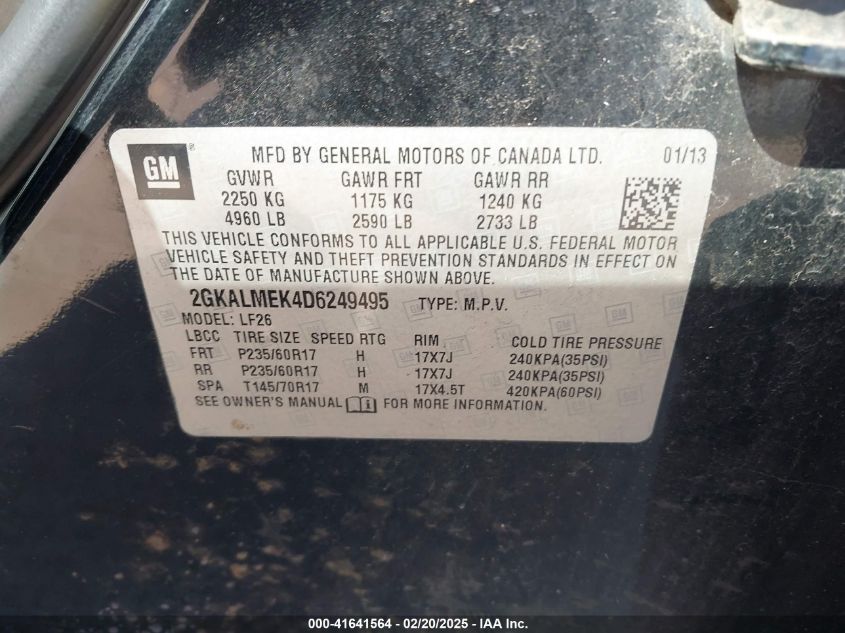 GM
MFD BY GENERAL MOTORS OF CANADA LTD. 01/13
GVWR GAWR FRT GAWR RR
2250 KG 1175 KG 1240 KG
4960 LB 2590 LB 2733 LB
THIS VEHICLE CONFORMS TO ALL APPLICABLE U.S. FEDERAL MOTOR
VEHICLE SAFETY AND THEFT PREVENTION STANDARDS IN EFFECT ON
THE DATE OF MANUFACTURE SHOWN ABOVE.
2GKALMEK4D6249495 TYPE: M.P.V.
MODEL: LF26
LBCC TIRE SIZE SPEED RTG RIM COLD TIRE PRESSURE
FRT P235/60R17 H 17X7J 240KPA(35PSI)
RR P235/60R17 H 17X7J 240KPA(35PSI)
SPA T145/70R17 M 17X4.5T 420KPA(60PSI)
SEE OWNER'S MANUAL FOR MORE INFORMATION.
000-41641564 - 02/20/2025 - IAA Inc.